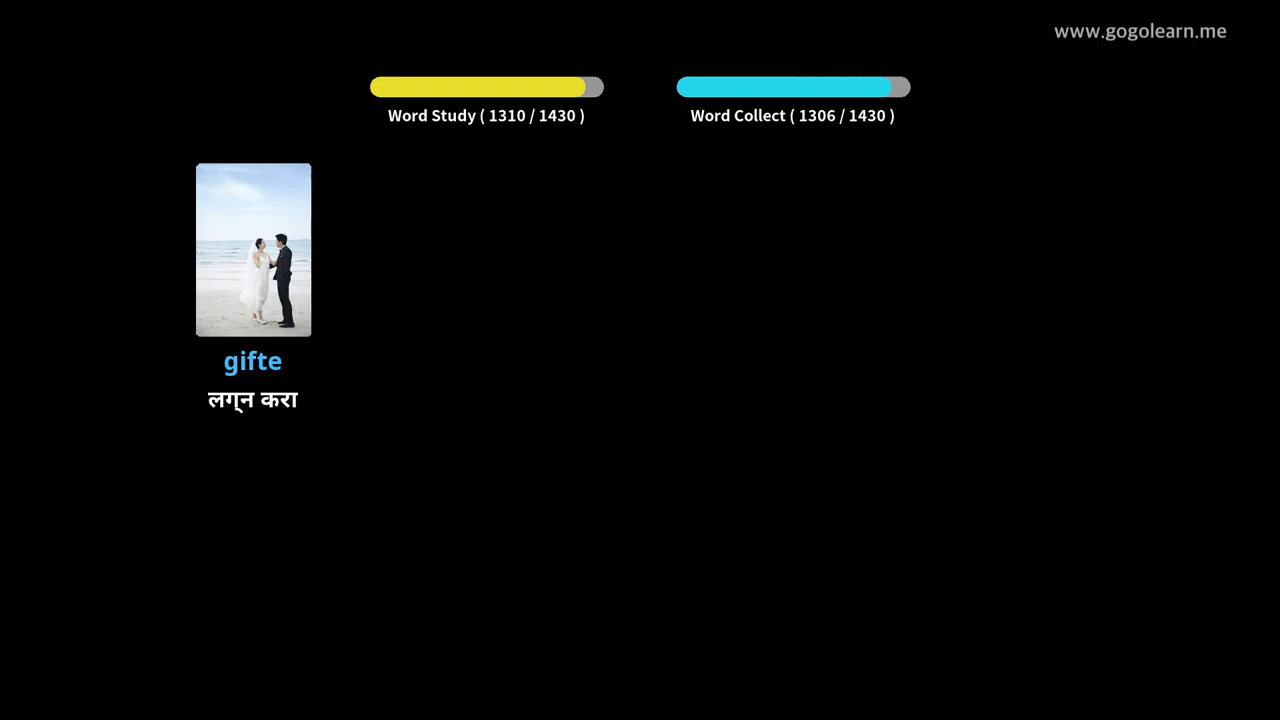 www.gogolearn.me
Word Study ( 1310 / 1430 )
Word Collect ( 1306 / 1430 )
gifte
लग्न करा